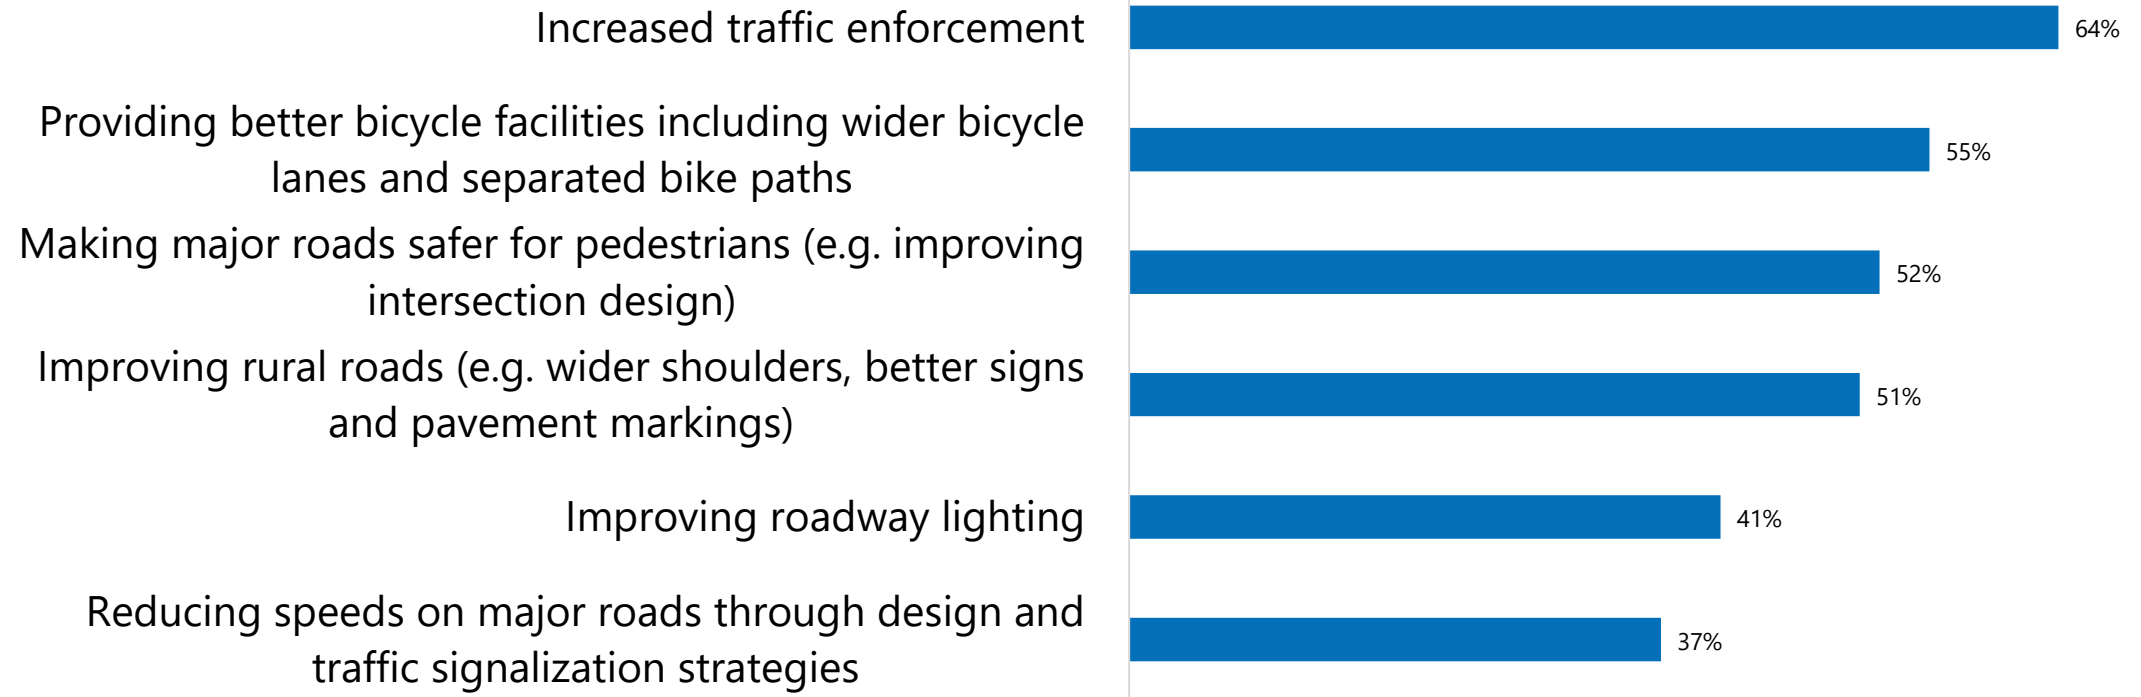 Increased traffic enforcement
64%
Providing better bicycle facilities including wider bicycle
lanes and separated bike paths
55%
Making major roads safer for pedestrians (e.g. improving
intersection design)
52%
Improving rural roads (e.g. wider shoulders, better signs
and pavement markings)
51%
Improving roadway lighting
41%
Reducing speeds on major roads through design and
traffic signalization strategies
37%